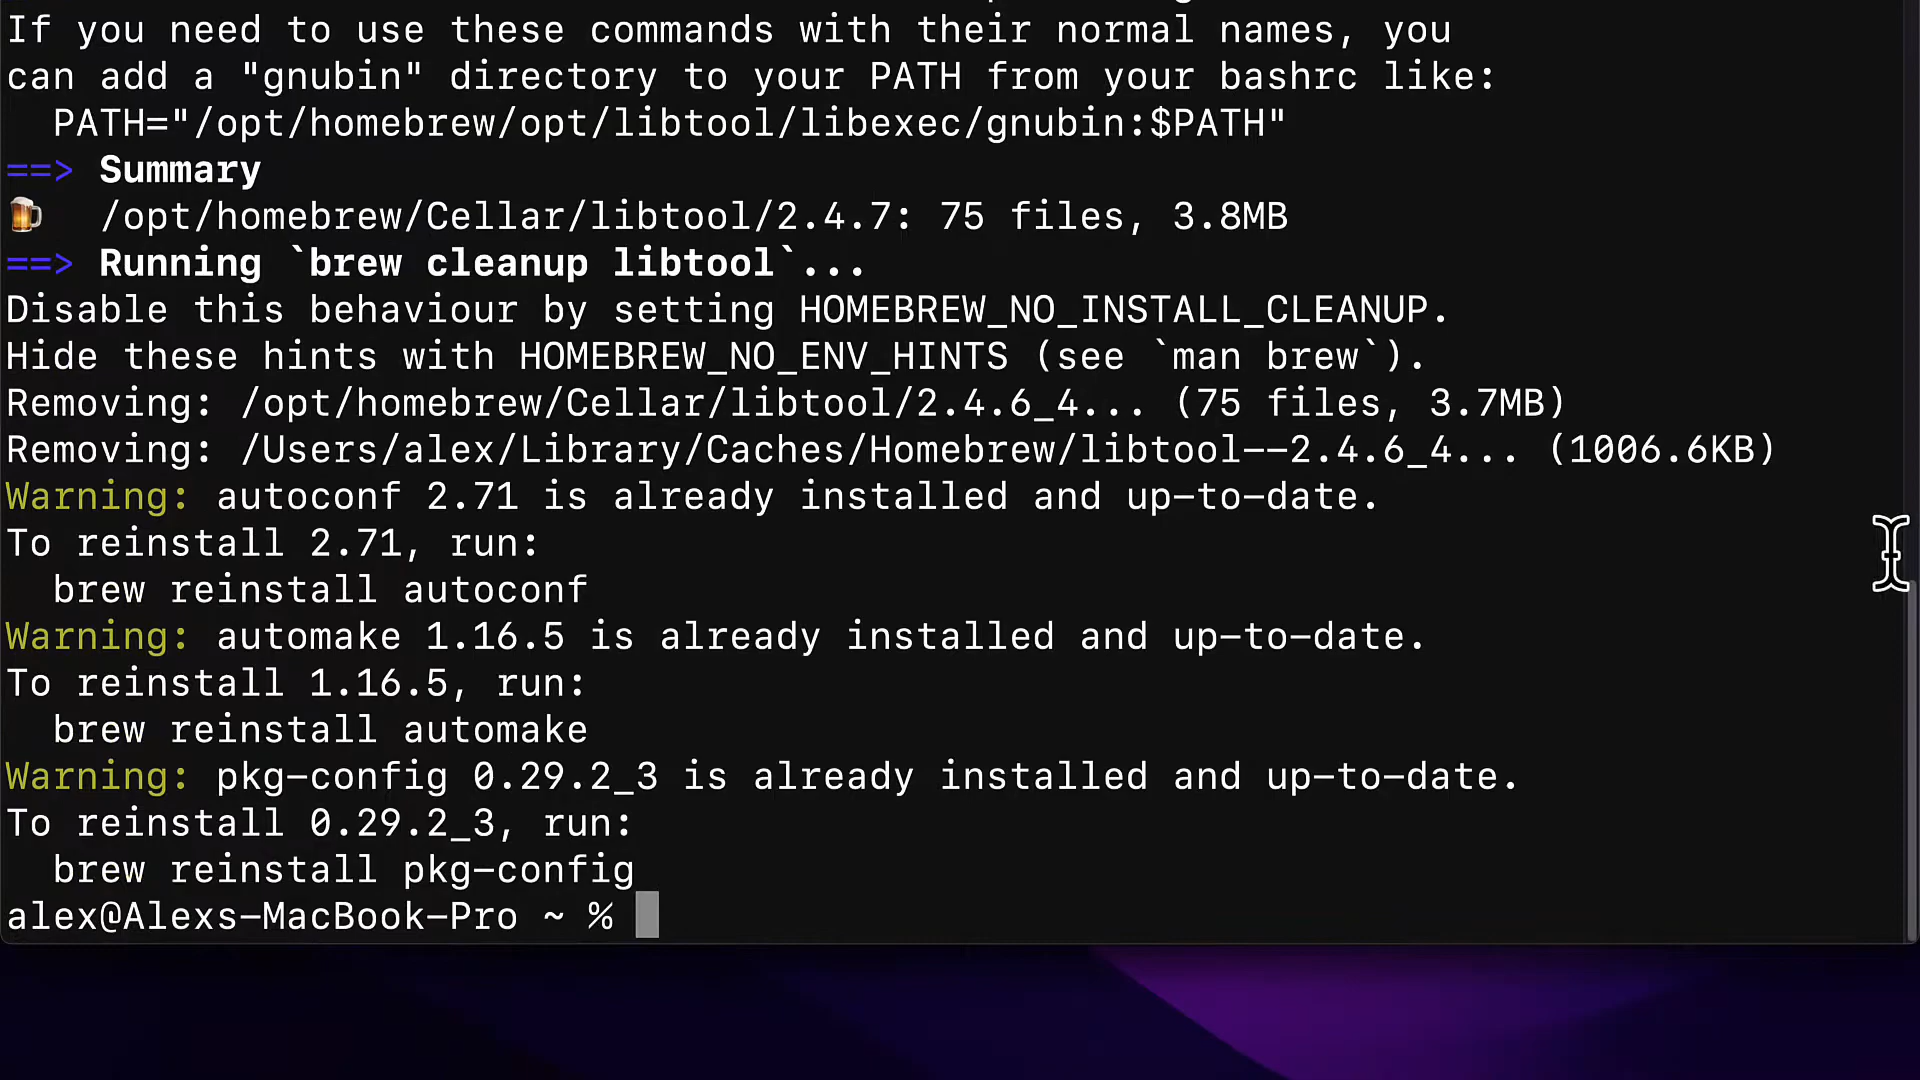 If you need to use these commands with their normal names, you
can add a "gnubin" directory to your PATH from your bashrc like:
  PATH="/opt/homebrew/opt/libtool/libexec/gnubin:$PATH"
==> Summary
🍺  /opt/homebrew/Cellar/libtool/2.4.7: 75 files, 3.8MB
==> Running `brew cleanup libtool`...
Disable this behaviour by setting HOMEBREW_NO_INSTALL_CLEANUP.
Hide these hints with HOMEBREW_NO_ENV_HINTS (see `man brew`).
Removing: /opt/homebrew/Cellar/libtool/2.4.6_4... (75 files, 3.7MB)
Removing: /Users/alex/Library/Caches/Homebrew/libtool--2.4.6_4... (1006.6KB)
Warning: autoconf 2.71 is already installed and up-to-date.
To reinstall 2.71, run:
  brew reinstall autoconf
Warning: automake 1.16.5 is already installed and up-to-date.
To reinstall 1.16.5, run:
  brew reinstall automake
Warning: pkg-config 0.29.2_3 is already installed and up-to-date.
To reinstall 0.29.2_3, run:
  brew reinstall pkg-config
alex@Alexs-MacBook-Pro ~ %